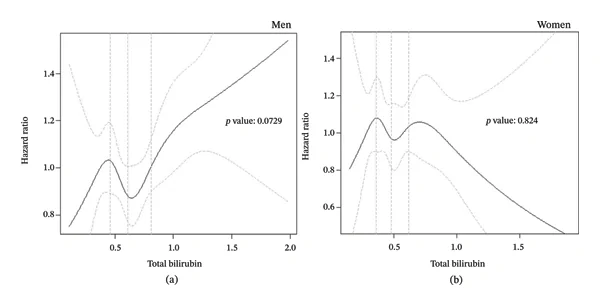 Men
Hazard ratio
1.4
1.2
1.0
0.8
p value: 0.0729
0.5
1.0
1.5
2.0
Total bilirubin
(a)
Women
Hazard ratio
1.4
1.2
1.0
0.8
0.6
p value: 0.824
0.5
1.0
1.5
Total bilirubin
(b)